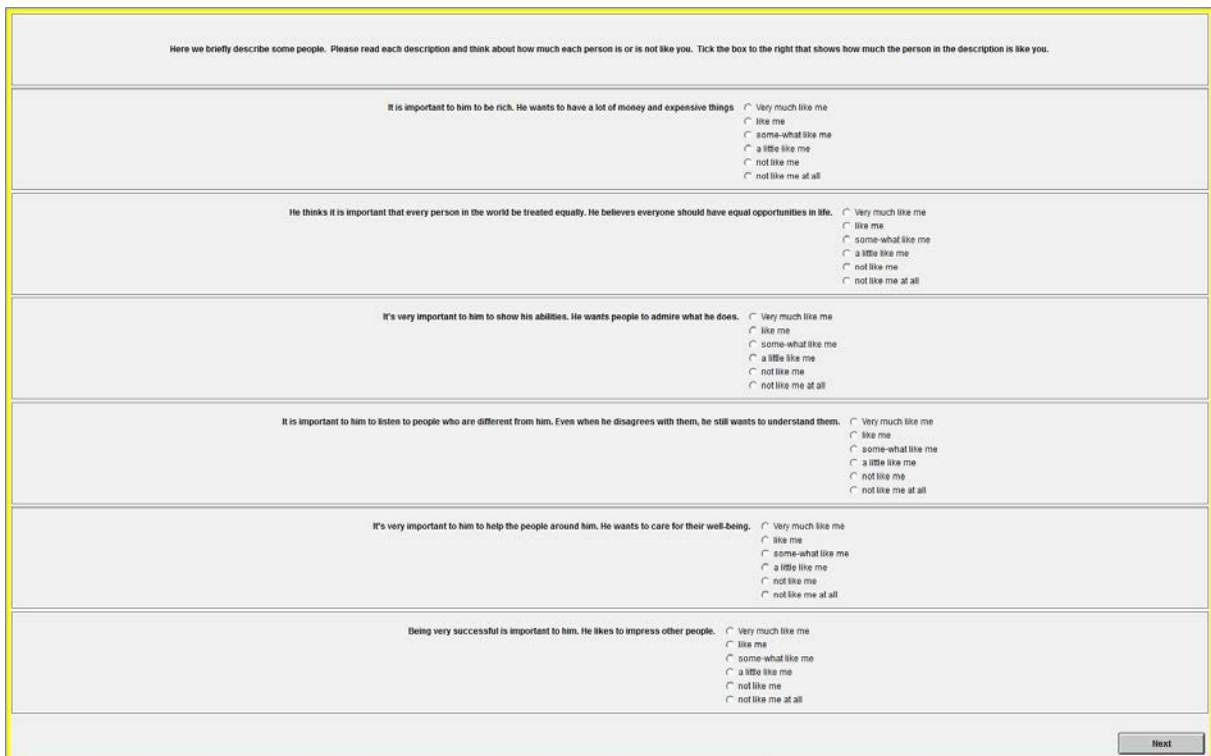 Here we briefly describe some people. Please read each description and think about how much each person is or is not like you. Tick the box to the right that shows how much the person in the description is like you.
It is important to him to be rich. He wants to have a lot of money and expensive things
Very much like me
like me
some-what like me
a little like me
not like me
not like me at all
He thinks it is important that every person in the world be treated equally. He believes everyone should have equal opportunities in life.
Very much like me
like me
some-what like me
a little like me
not like me
not like me at all
It's very important to him to show his abilities. He wants people to admire what he does.
Very much like me
like me
some-what like me
a little like me
not like me
not like me at all
It is important to him to listen to people who are different from him. Even when he disagrees with them, he still wants to understand them.
Very much like me
like me
some-what like me
a little like me
not like me
not like me at all
It's very important to him to help the people around him. He wants to care for their well-being.
Very much like me
like me
some-what like me
a little like me
not like me
not like me at all
Being very successful is important to him. He likes to impress other people.
Very much like me
like me
some-what like me
a little like me
not like me
not like me at all
Next